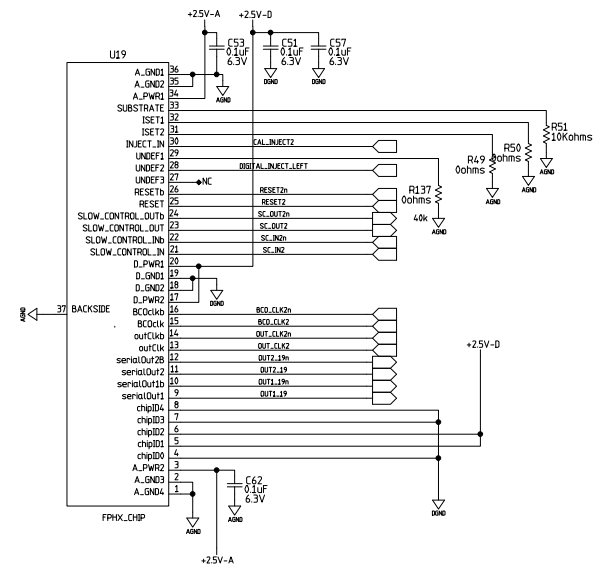 +2.5V-A
+2.5V-D
U19
C53
0.1uF
6.3V
C51
0.1uF
6.3V
C57
0.1uF
6.3V
A_GND1 36
A_GND2 35
A_PWR1 34
AGND
DGND
DGND
SUBSTRATE 33
ISET1 32
ISET2 31
R51
10Kohms
R50
0ohms
R49
0ohms
AGND
AGND
AGND
INJECT_IN 30 CAL_INJECT2
UNDEF1 29
UNDEF2 28 DIGITAL_INJECT_LEFT
UNDEF3 27 NC
R137
0ohms
40k
AGND
RESETb 26 RESET2n
RESET 25 RESET2
SLOW_CONTROL_OUTb 24 SC_OUT2n
SLOW_CONTROL_OUT 23 SC_OUT2
SLOW_CONTROL_INb 22 SC_IN2n
SLOW_CONTROL_IN 21 SC_IN2
D_PWR1 20
D_GND1 19
D_GND2 18
D_PWR2 17
DGND
AGND
37 BACKSIDE
BCOclkb 16 BCO_CLK2n
BCOclk 15 BCO_CLK2
outClkb 14 OUT_CLK2n
outClk 13 OUT_CLK2
serialOut2B 12 OUT2_19n
serialOut2 11 OUT2_19
serialOut1b 10 OUT1_19n
serialOut1 9 OUT1_19
+2.5V-D
chipID4 8
chipID3 7
chipID2 6
chipID1 5
chipID0 4
A_PWR2 3
A_GND3 2
A_GND4 1
C62
0.1uF
6.3V
AGND
AGND
DGND
FPHX_CHIP
+2.5V-A